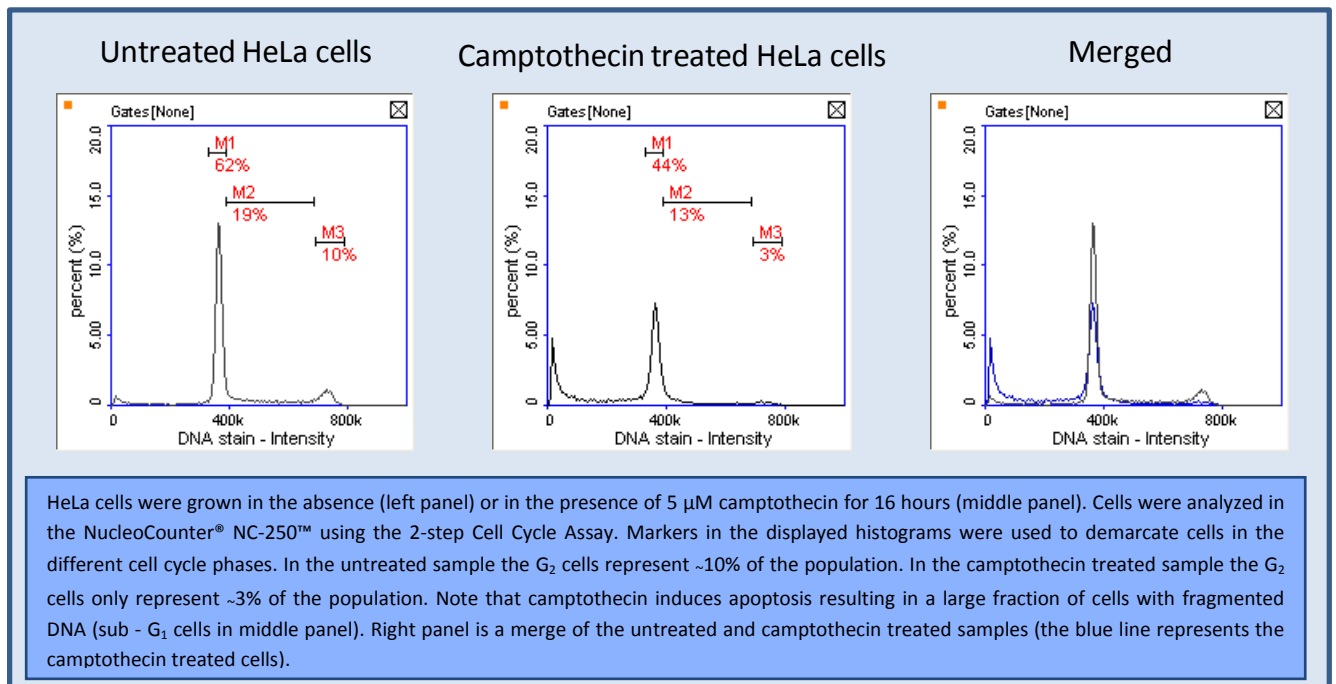 Untreated HeLa cells
Camptothecin treated HeLa cells
Merged
Gates [None]
M1
62%
M2
19%
M3
10%
percent (%)
20.0
15.0
10.0
5.00
0
0
400k
800k
DNA stain - Intensity
Gates [None]
M1
44%
M2
13%
M3
3%
percent (%)
20.0
15.0
10.0
5.00
0
0
400k
800k
DNA stain - Intensity
Gates [None]
percent (%)
20.0
15.0
10.0
5.00
0
0
400k
800k
DNA stain - Intensity
HeLa cells were grown in the absence (left panel) or in the presence of 5 µM camptothecin for 16 hours (middle panel). Cells were analyzed in
the NucleoCounter® NC-250™ using the 2-step Cell Cycle Assay. Markers in the displayed histograms were used to demarcate cells in the
different cell cycle phases. In the untreated sample the G₂ cells represent ~10% of the population. In the camptothecin treated sample the G₂
cells only represent ~3% of the population. Note that camptothecin induces apoptosis resulting in a large fraction of cells with fragmented
DNA (sub - G₁ cells in middle panel). Right panel is a merge of the untreated and camptothecin treated samples (the blue line represents the
camptothecin treated cells).